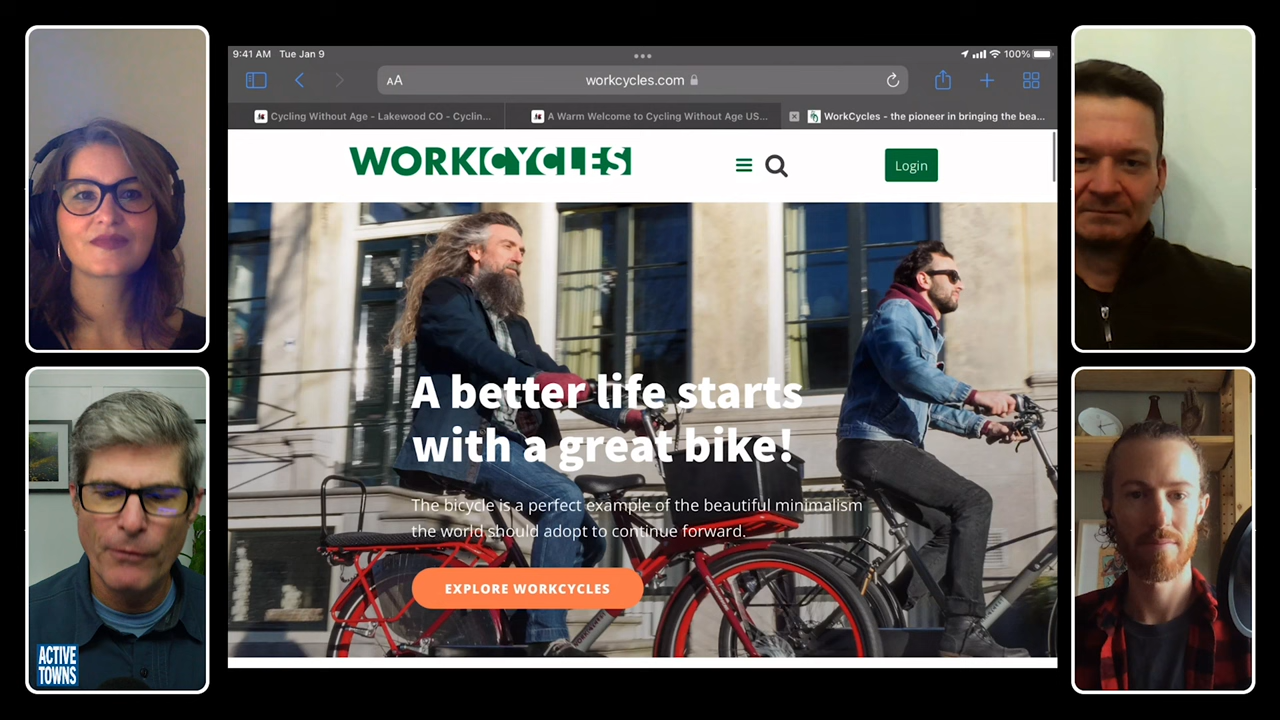 9:41 AM Tue Jan 9
100%
AA
workcycles.com
Cycling Without Age - Lakewood CO - Cyclin...
A Warm Welcome to Cycling Without Age US...
WorkCycles - the pioneer in bringing the bea...
WORKCYCLES
Login
A better life starts
with a great bike!
The bicycle is a perfect example of the beautiful minimalism
the world should adopt to continue forward.
EXPLORE WORKCYCLES
ACTIVE
TOWNS